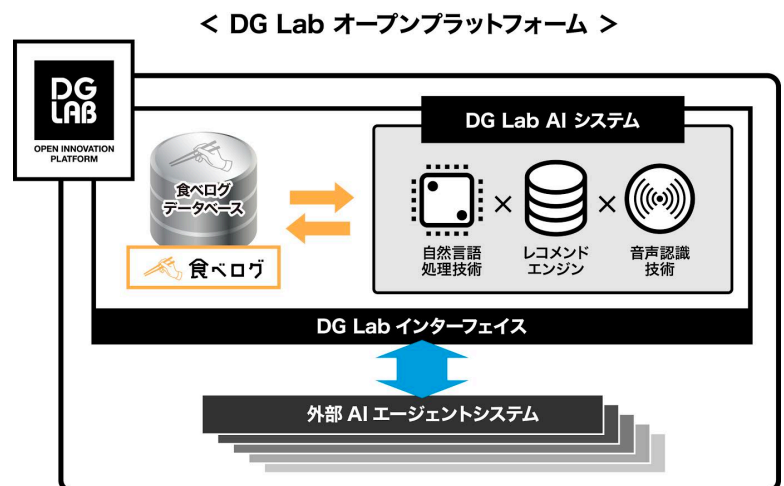 ＜ DG Lab オープンプラットフォーム ＞
DG
LAB
OPEN INNOVATION
PLATFORM
DG Lab AI システム
食べログ
データベース
食べログ
×
×
自然言語
処理技術
レコメンド
エンジン
音声認識
技術
DG Lab インターフェイス
外部 AI エージェントシステム